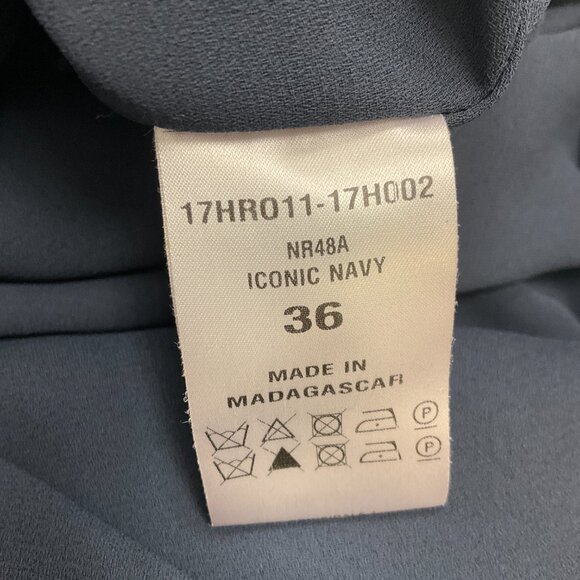 17HR011-17H002
NR48A
ICONIC NAVY
36
MADE IN
MADAGASCAR
P
P